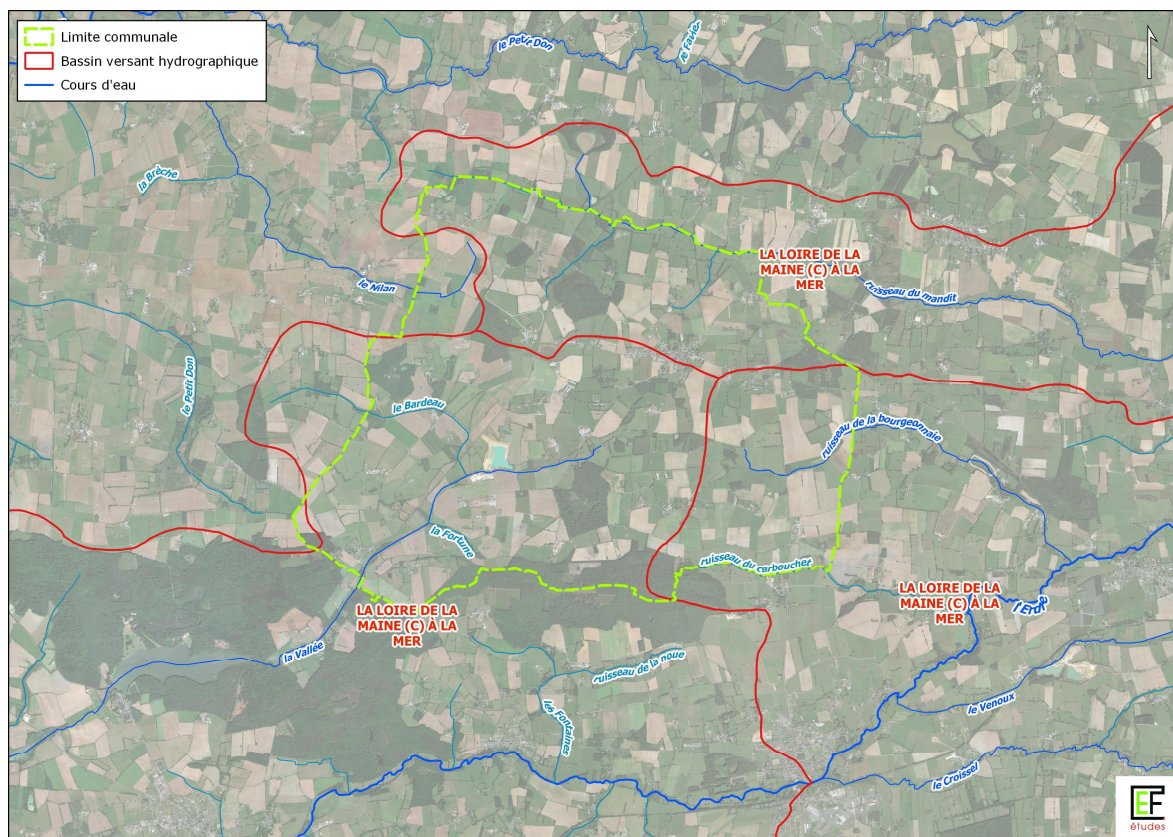 Limite communale
Bassin versant hydrographique
Cours d'eau
le Petit Don
le Favier
la Brèche
le Nilan
LA LOIRE DE LA
MAINE (C) À LA
MER
ruisseau du mandit
le Petit Don
le Bardeau
ruisseau de la bourgeonnaie
la Fortune
ruisseau du carbouchet
LA LOIRE DE LA
MAINE (C) À LA
MER
LA LOIRE DE LA
MAINE (C) À LA
MER
l'Erdre
la Vallée
ruisseau de la noue
les Fontaines
le Venoux
le Croissel
EF
études